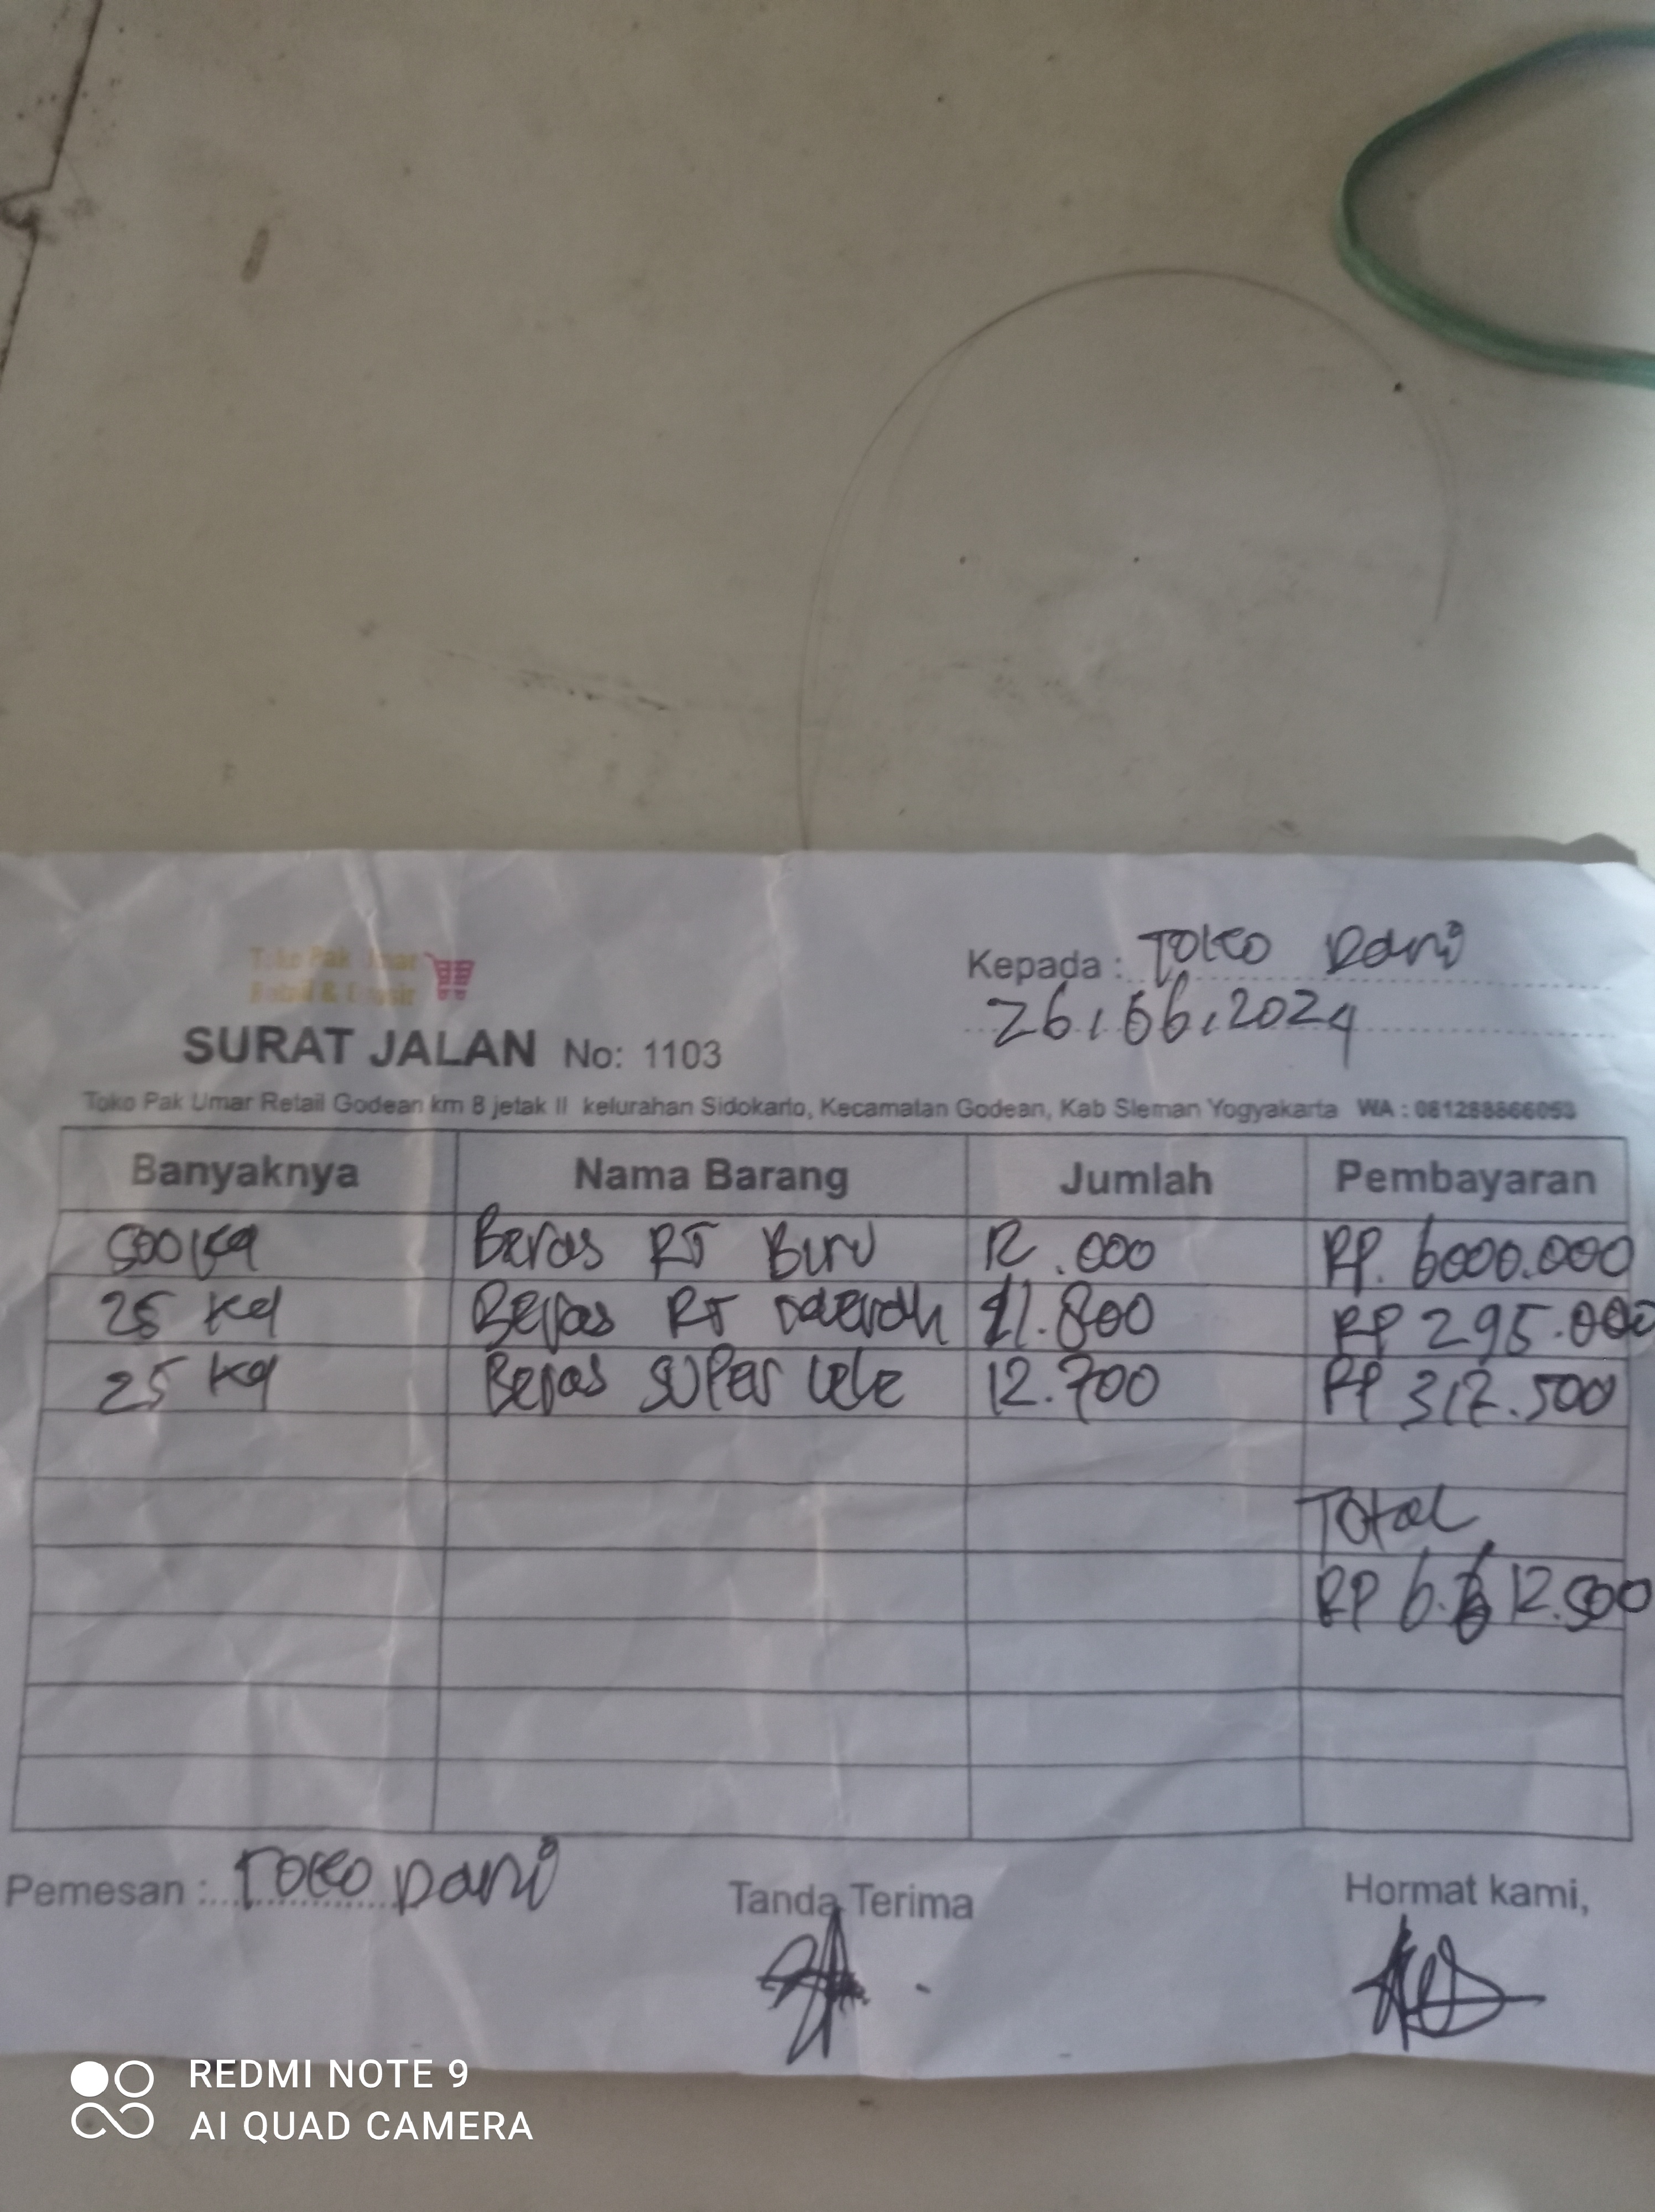 Toko Pak Umar
Retail & Grosir
Kepada : Toko Dani
26.06.2024
SURAT JALAN No: 1103
Toko Pak Umar Retail Godean km 8 jetak II kelurahan Sidokarto, Kecamatan Godean, Kab Sleman Yogyakarta WA : 081288866053
Banyaknya Nama Barang Jumlah Pembayaran
500 kg Beras RJ Biru 12.000 RP. 6000.000
25 kg Beras RJ 11.800 RP 295.000
25 kg Beras super lele 12.700 RP 317.500
Total
RP 6.612.500
Pemesan : Toko Dani
Tanda Terima
Hormat kami,
REDMI NOTE 9
AI QUAD CAMERA